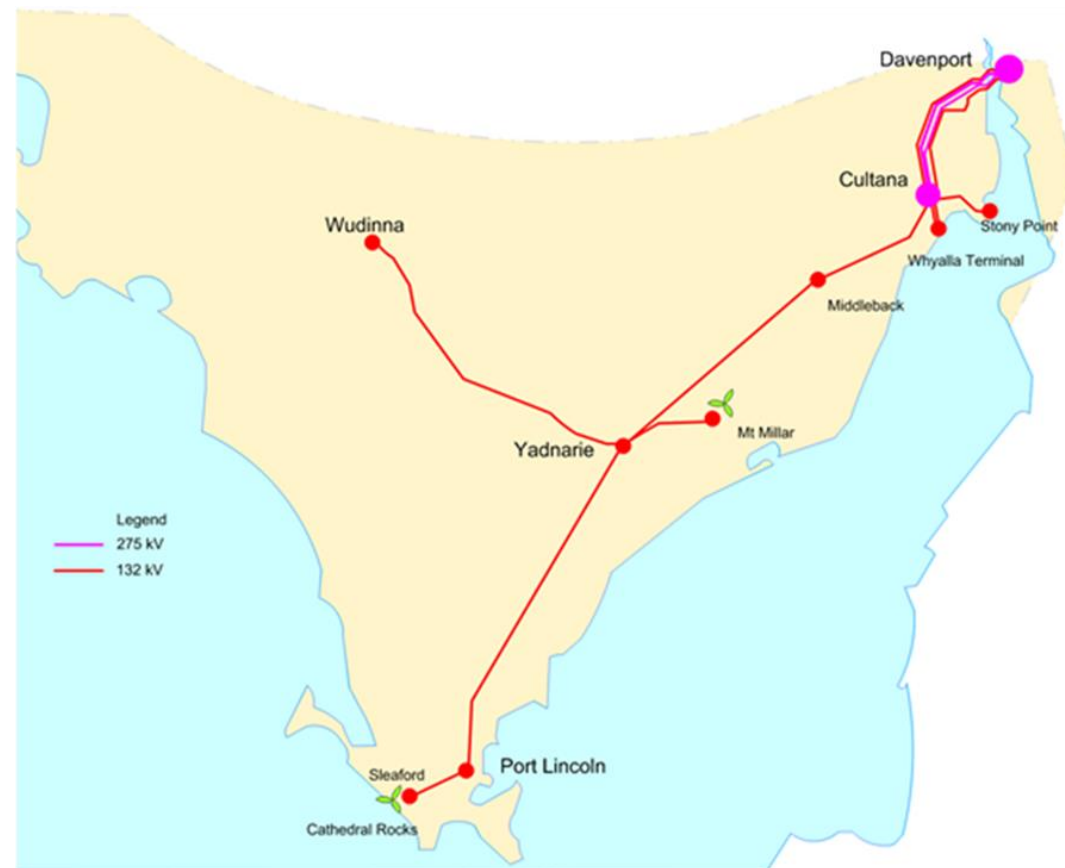 Davenport
Cultana
Stony Point
Wudinna
Whyalla Terminal
Middleback
Mt Millar
Yadnarie
Legend
275 kV
132 kV
Port Lincoln
Sleaford
Cathedral Rocks